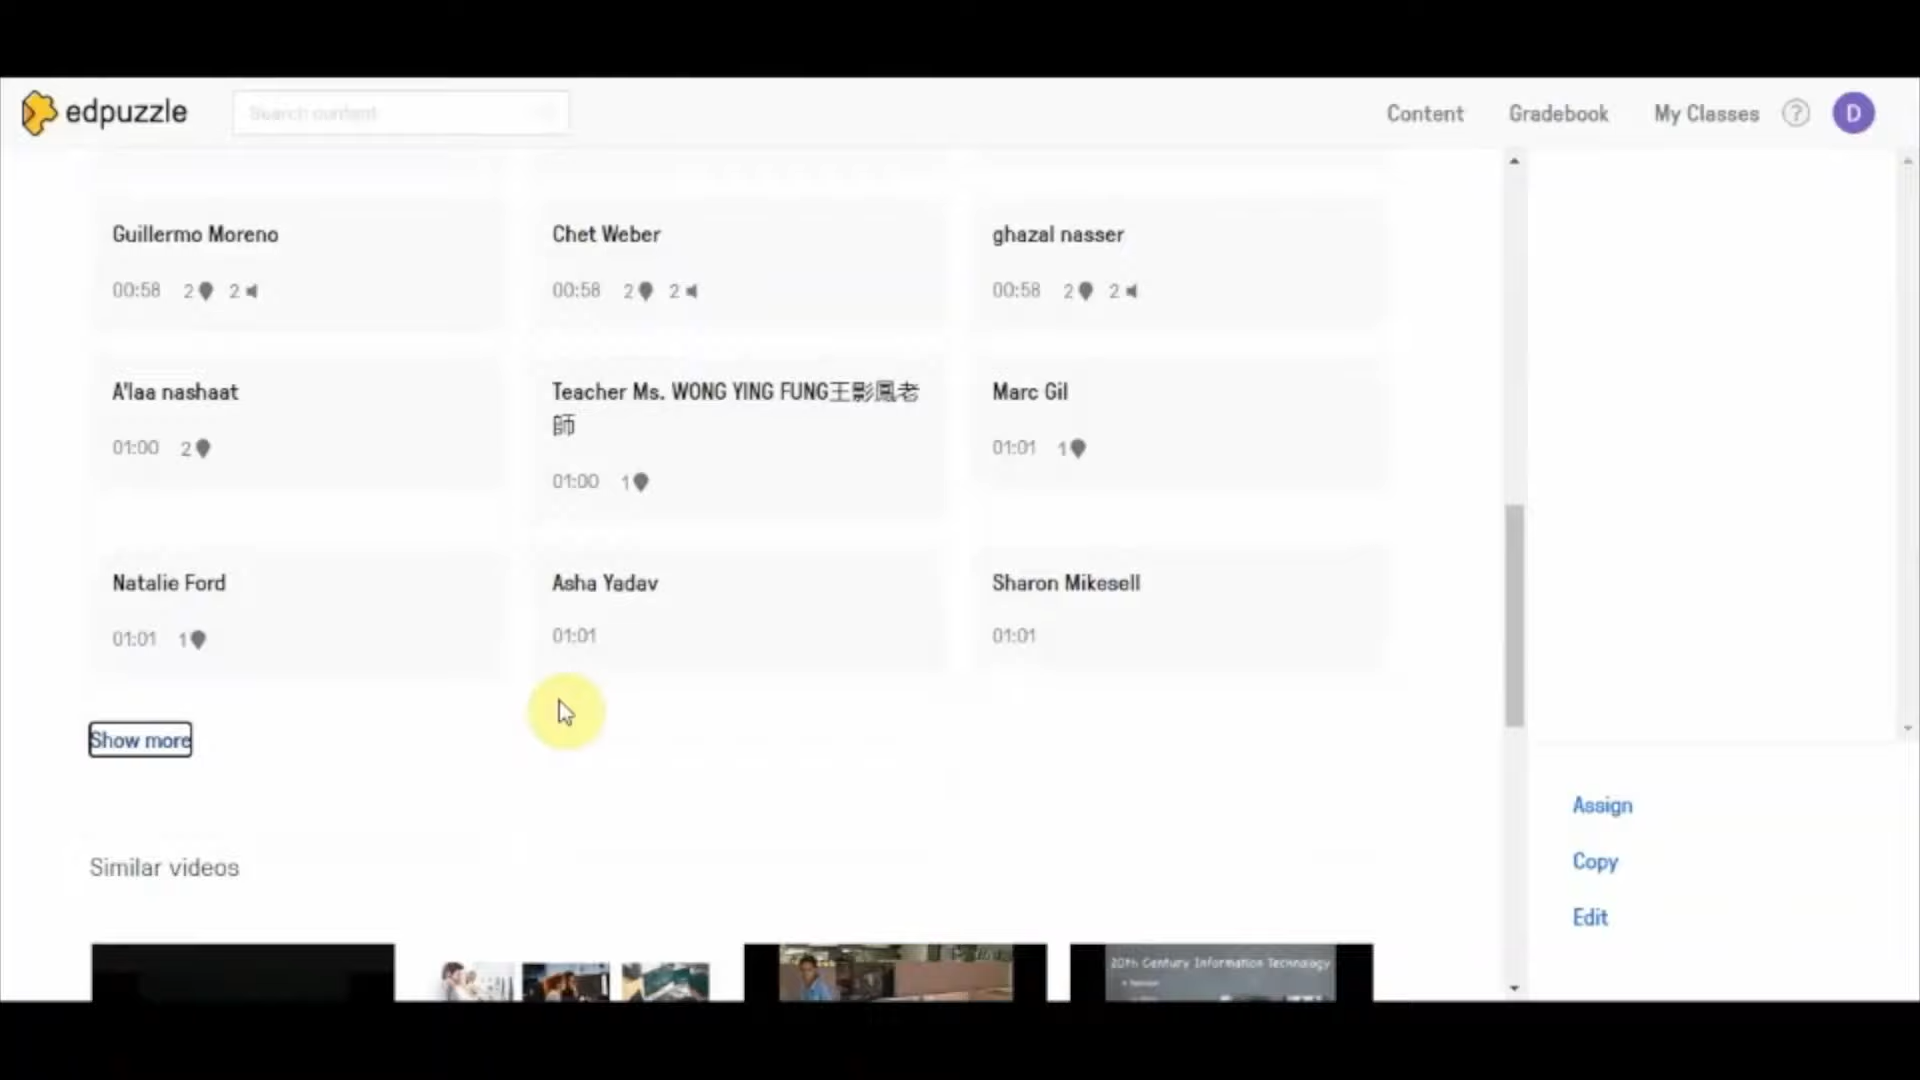 edpuzzle
Search content
Content
Gradebook
My Classes
?
D
Guillermo Moreno
Chet Weber
ghazal nasser
00:58 2 2
00:58 2 2
00:58 2 2
A'laa nashaat
Teacher Ms. WONG YING FUNG王影鳳老
師
Marc Gil
01:00 2
01:00 1
01:01 1
Natalie Ford
Asha Yadav
Sharon Mikesell
01:01 1
01:01
01:01
Show more
Assign
Copy
Edit
Similar videos
20th Century Information Technology